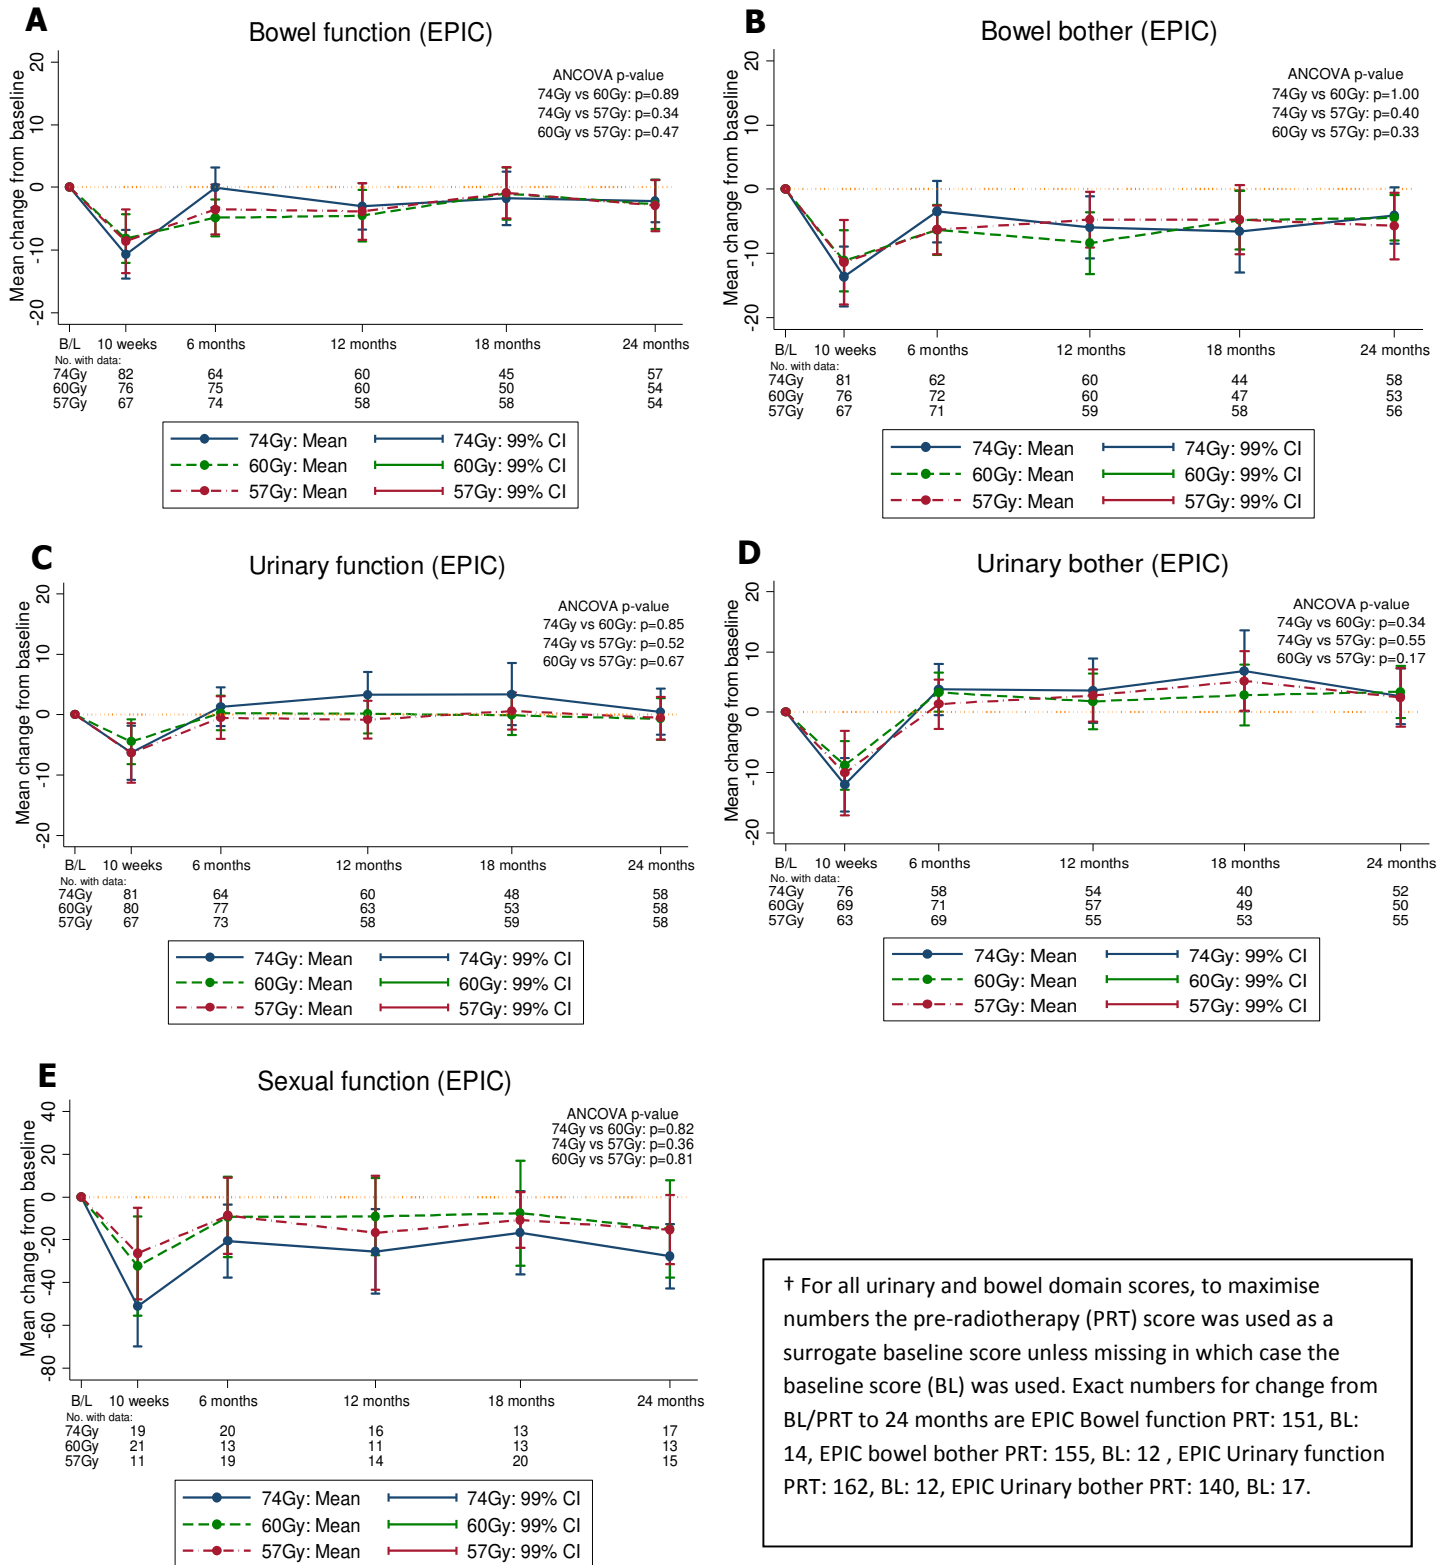 A
Bowel function (EPIC)
Mean change from baseline
20
10
0
-10
-20
ANCOVA p-value
74Gy vs 60Gy: p=0.89
74Gy vs 57Gy: p=0.34
60Gy vs 57Gy: p=0.47
B/L 10 weeks 6 months 12 months 18 months 24 months
No. with data:
74Gy 82 64 60 45 57
60Gy 76 75 60 50 54
57Gy 67 74 58 58 54
74Gy: Mean 74Gy: 99% CI
60Gy: Mean 60Gy: 99% CI
57Gy: Mean 57Gy: 99% CI
B
Bowel bother (EPIC)
Mean change from baseline
20
10
0
-10
-20
ANCOVA p-value
74Gy vs 60Gy: p=1.00
74Gy vs 57Gy: p=0.40
60Gy vs 57Gy: p=0.33
B/L 10 weeks 6 months 12 months 18 months 24 months
No. with data:
74Gy 81 62 60 44 58
60Gy 76 72 60 47 53
57Gy 67 71 59 58 56
74Gy: Mean 74Gy: 99% CI
60Gy: Mean 60Gy: 99% CI
57Gy: Mean 57Gy: 99% CI
C
Urinary function (EPIC)
Mean change from baseline
20
10
0
-10
-20
ANCOVA p-value
74Gy vs 60Gy: p=0.85
74Gy vs 57Gy: p=0.52
60Gy vs 57Gy: p=0.67
B/L 10 weeks 6 months 12 months 18 months 24 months
No. with data:
74Gy 81 64 60 48 58
60Gy 80 77 63 53 58
57Gy 67 73 58 59 58
74Gy: Mean 74Gy: 99% CI
60Gy: Mean 60Gy: 99% CI
57Gy: Mean 57Gy: 99% CI
D
Urinary bother (EPIC)
Mean change from baseline
20
10
0
-10
-20
ANCOVA p-value
74Gy vs 60Gy: p=0.34
74Gy vs 57Gy: p=0.55
60Gy vs 57Gy: p=0.17
B/L 10 weeks 6 months 12 months 18 months 24 months
No. with data:
74Gy 76 58 54 40 52
60Gy 69 71 57 49 50
57Gy 63 69 55 53 55
74Gy: Mean 74Gy: 99% CI
60Gy: Mean 60Gy: 99% CI
57Gy: Mean 57Gy: 99% CI
E
Sexual function (EPIC)
Mean change from baseline
40
20
0
-20
-40
-60
-80
ANCOVA p-value
74Gy vs 60Gy: p=0.82
74Gy vs 57Gy: p=0.36
60Gy vs 57Gy: p=0.81
B/L 10 weeks 6 months 12 months 18 months 24 months
No. with data:
74Gy 19 20 16 13 17
60Gy 21 13 11 13 13
57Gy 11 19 14 20 15
74Gy: Mean 74Gy: 99% CI
60Gy: Mean 60Gy: 99% CI
57Gy: Mean 57Gy: 99% CI
† For all urinary and bowel domain scores, to maximise
numbers the pre-radiotherapy (PRT) score was used as a
surrogate baseline score unless missing in which case the
baseline score (BL) was used. Exact numbers for change from
BL/PRT to 24 months are EPIC Bowel function PRT: 151, BL:
14, EPIC bowel bother PRT: 155, BL: 12 , EPIC Urinary function
PRT: 162, BL: 12, EPIC Urinary bother PRT: 140, BL: 17.